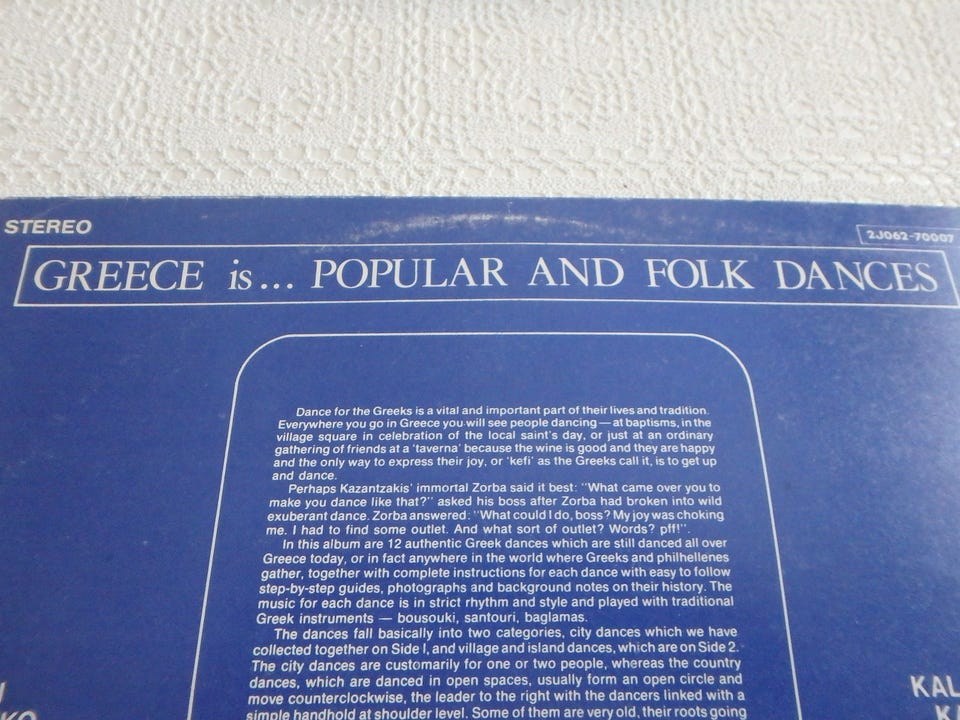 STEREO
2J062-70007
GREECE is... POPULAR AND FOLK DANCES
Dance for the Greeks is a vital and important part of their lives and tradition.
Everywhere you go in Greece you will see people dancing — at baptisms, in the
village square in celebration of the local saint's day, or just at an ordinary
gathering of friends at a 'taverna' because the wine is good and they are happy
and the only way to express their joy, or 'kefi' as the Greeks call it, is to get up
and dance.
Perhaps Kazantzakis' immortal Zorba said it best: "What came over you to
make you dance like that?" asked his boss after Zorba had broken into wild
exuberant dance. Zorba answered: "What could I do, boss? My joy was choking
me. I had to find some outlet. And what sort of outlet? Words? pff!".
In this album are 12 authentic Greek dances which are still danced all over
Greece today, or in fact anywhere in the world where Greeks and philhellenes
gather, together with complete instructions for each dance with easy to follow
step-by-step guides, photographs and background notes on their history. The
music for each dance is in strict rhythm and style and played with traditional
Greek instruments — bousouki, santouri, baglamas.
The dances fall basically into two categories, city dances which we have
collected together on Side I, and village and island dances, which are on Side 2.
The city dances are customarily for one or two people, whereas the country
dances, which are danced in open spaces, usually form an open circle and
move counterclockwise, the leader to the right with the dancers linked with a
simple handhold at shoulder level. Some of them are very old, their roots going
KAL